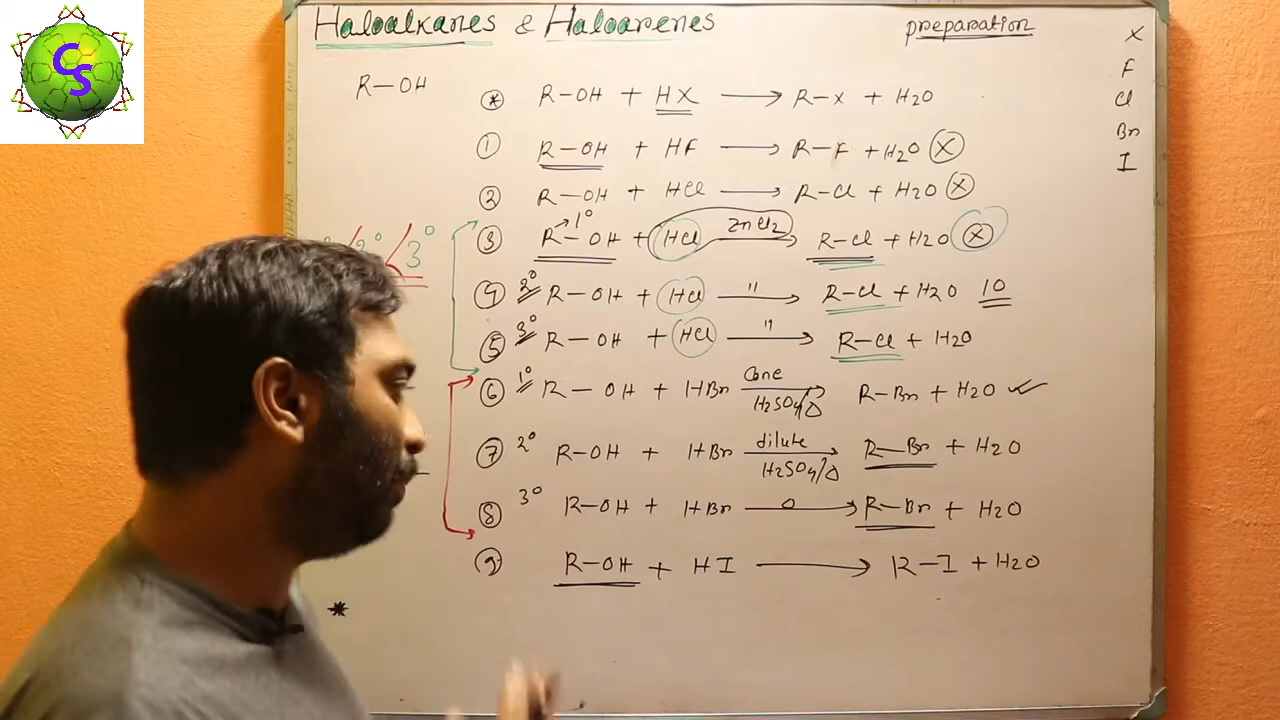 CS
Haloalkanes & Haloarenes
preparation
X
F
Cl
Br
I
R-OH
* R-OH + HX → R-X + H2O
1 R-OH + HF → R-F + H2O X
2 R-OH + HCl → R-Cl + H2O X
3 R-OH 1° + HCl ZnCl2 → R-Cl + H2O X
2° < 3°
4 2° R-OH + HCl " → R-Cl + H2O 10
5 3° R-OH + HCl " → R-Cl + H2O
6 1° R-OH + HBr Conc H2SO4/Δ → R-Br + H2O ✓
7 2° R-OH + HBr dilute H2SO4/Δ → R-Br + H2O
8 3° R-OH + HBr Δ → R-Br + H2O
9 R-OH + HI → R-I + H2O
*